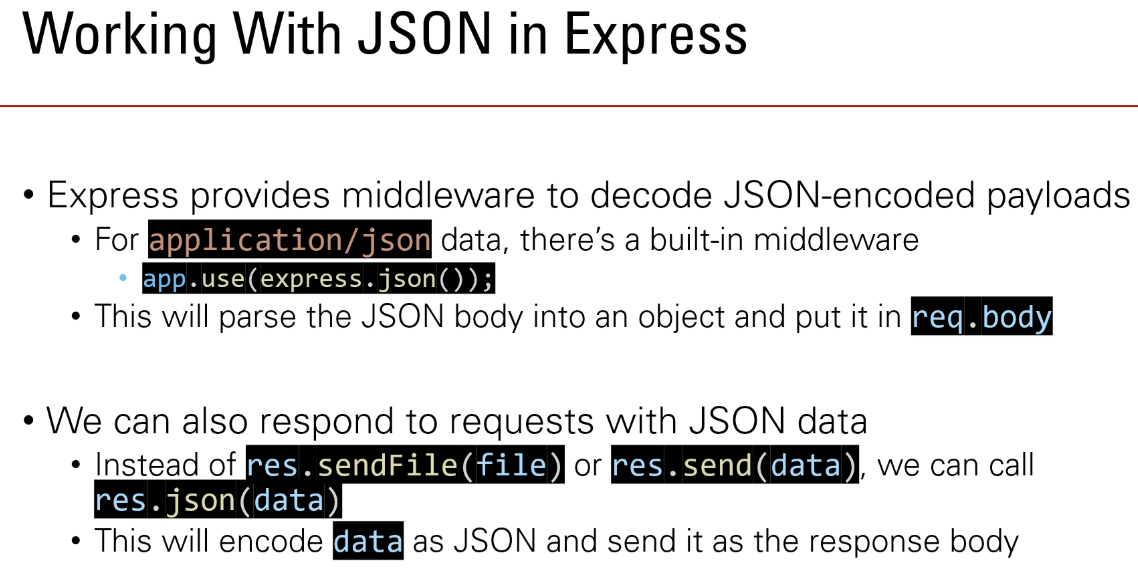 Working With JSON in Express
• Express provides middleware to decode JSON-encoded payloads
• For application/json data, there’s a built-in middleware
• app.use(express.json());
• This will parse the JSON body into an object and put it in req.body
• We can also respond to requests with JSON data
• Instead of res.sendFile(file) or res.send(data), we can call
res.json(data)
• This will encode data as JSON and send it as the response body